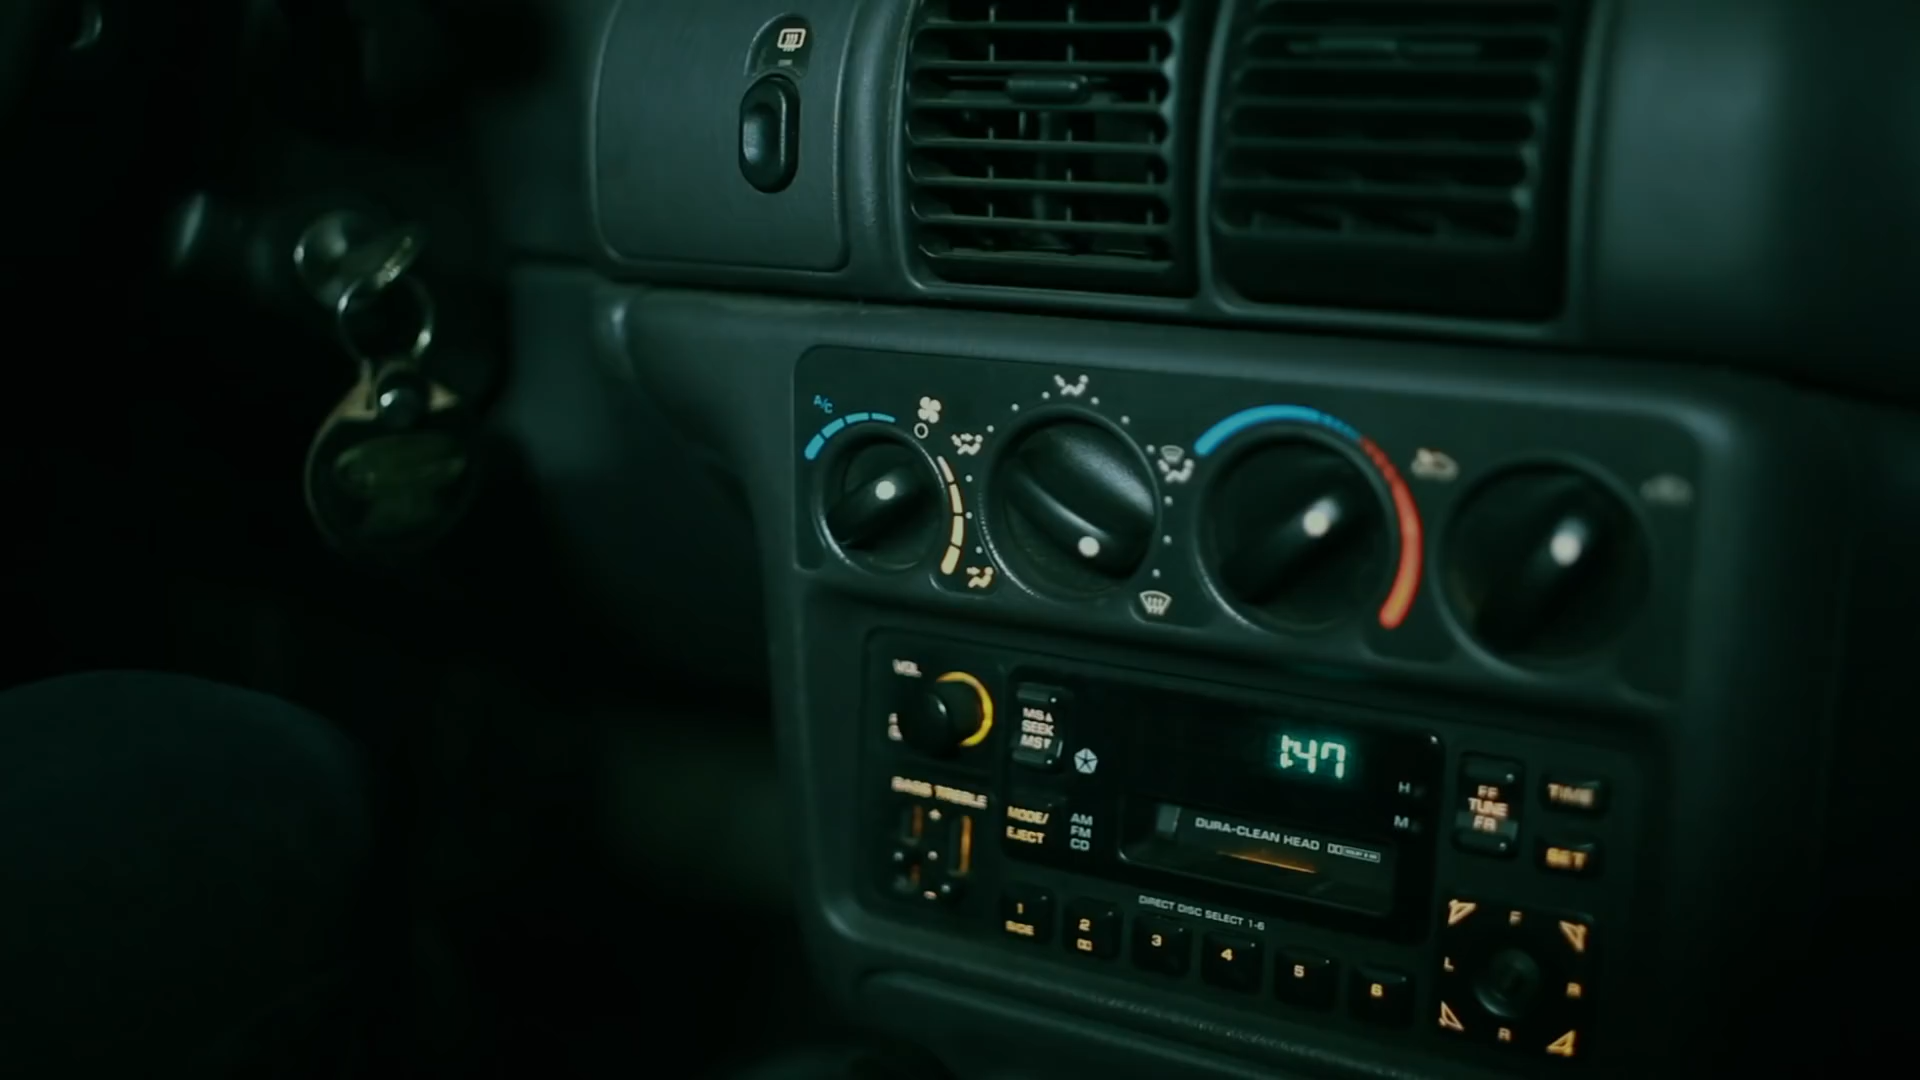 A/C
VOL
1:47
MS▲
SEEK
MS▼
H
M
FF
TUNE
FR
TIME
SET
BASS TREBLE
MODE/
EJECT
AM
FM
CD
DURA-CLEAN HEAD
DIRECT DISC SELECT 1-6
1
SIDE
2
3
4
5
6
F
L
R
R